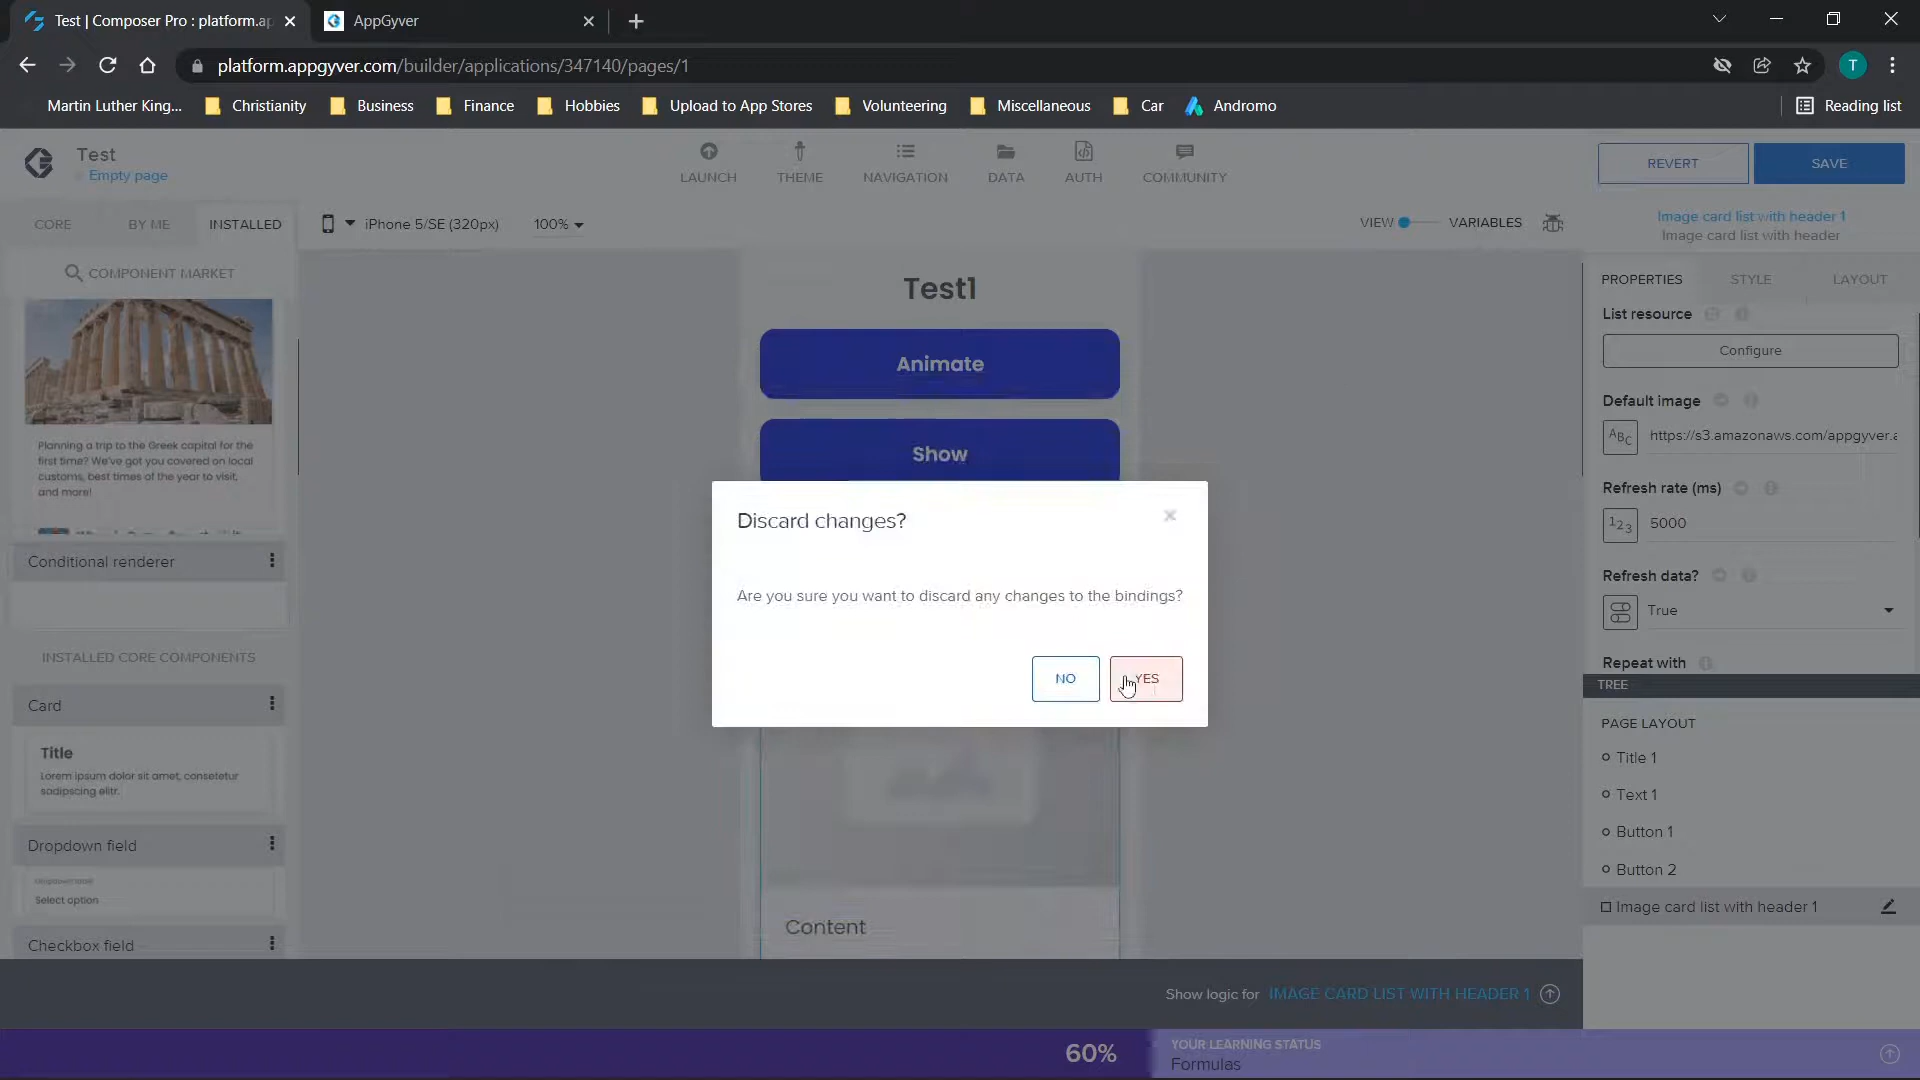 Test | Composer Pro : platform.ap
AppGyver
platform.appgyver.com/builder/applications/347140/pages/1
T
Martin Luther King...
Christianity
Business
Finance
Hobbies
Upload to App Stores
Volunteering
Miscellaneous
Car
Andromo
Reading list
Test
Empty page
LAUNCH
THEME
NAVIGATION
DATA
AUTH
COMMUNITY
REVERT
SAVE
CORE
BY ME
INSTALLED
iPhone 5/SE (320px)
100%
VIEW
VARIABLES
Image card list with header 1
Image card list with header
COMPONENT MARKET
Planning a trip to the Greek capital for the
first time? We've got you covered on local
customs, best times of the year to visit,
and more!
Conditional renderer
INSTALLED CORE COMPONENTS
Card
Title
Lorem ipsum dolor sit amet, consetetur
sadipscing elitr.
Dropdown field
Dropdown label
Select option
Checkbox field
Test1
Animate
Show
Discard changes?
Are you sure you want to discard any changes to the bindings?
NO
YES
Content
PROPERTIES
STYLE
LAYOUT
List resource
Configure
Default image
ABC
https://s3.amazonaws.com/appgyver.a
Refresh rate (ms)
123
5000
Refresh data?
True
Repeat with
TREE
PAGE LAYOUT
Title 1
Text 1
Button 1
Button 2
Image card list with header 1
Show logic for IMAGE CARD LIST WITH HEADER 1
60%
YOUR LEARNING STATUS
Formulas